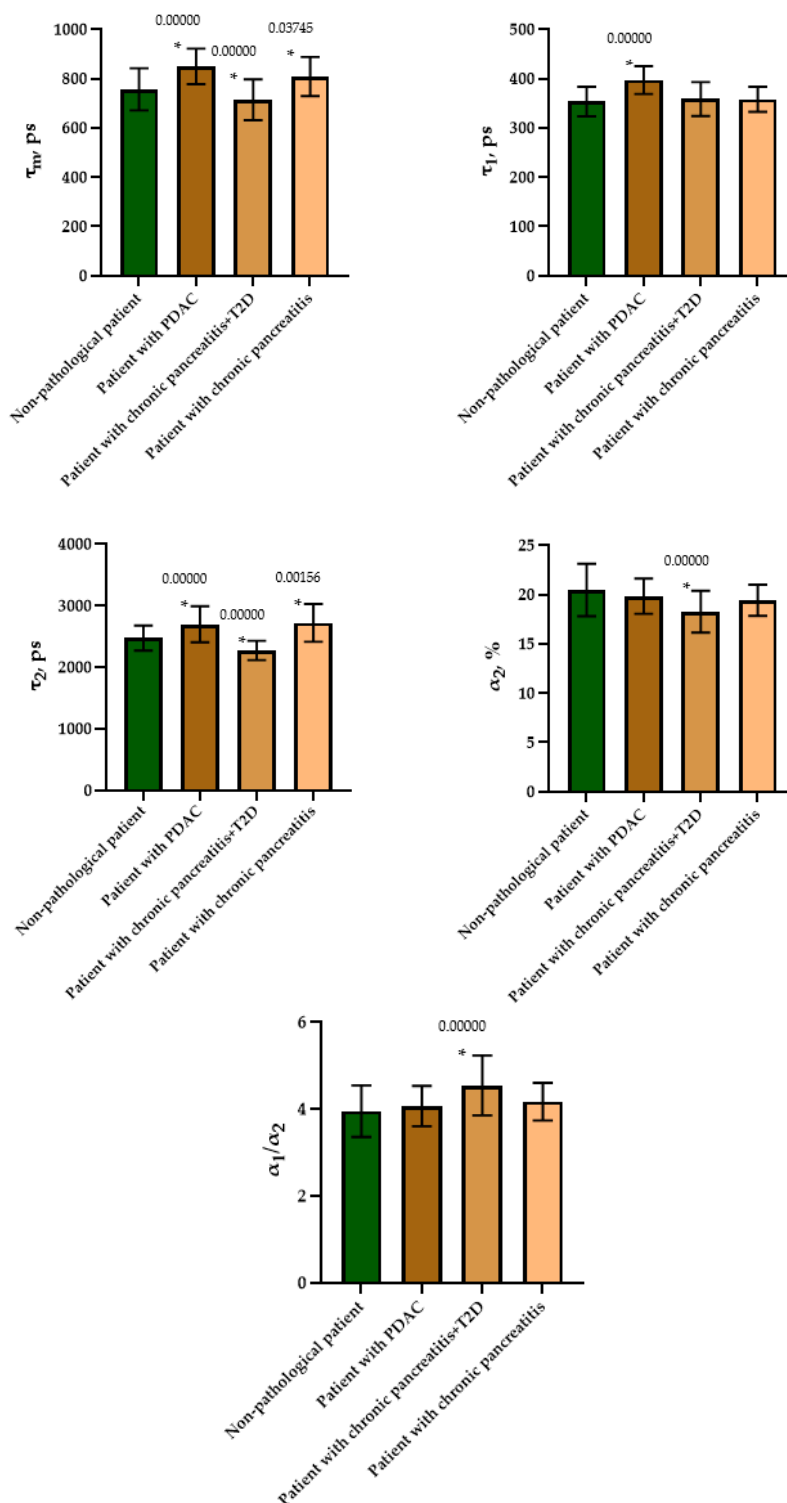 0.00000
0.00000
0.03745
*
*
*
1000
800
600
400
200
0
τm, ps
Non-pathological patient
Patient with PDAC
Patient with chronic pancreatitis+T2D
Patient with chronic pancreatitis
0.00000
*
500
400
300
200
100
0
τ1, ps
Non-pathological patient
Patient with PDAC
Patient with chronic pancreatitis+T2D
Patient with chronic pancreatitis
0.00000
0.00000
0.00156
*
*
*
4000
3000
2000
1000
0
τ2, ps
Non-pathological patient
Patient with PDAC
Patient with chronic pancreatitis+T2D
Patient with chronic pancreatitis
0.00000
*
25
20
15
10
5
0
α2, %
Non-pathological patient
Patient with PDAC
Patient with chronic pancreatitis+T2D
Patient with chronic pancreatitis
0.00000
*
6
4
2
0
α1/α2
Non-pathological patient
Patient with PDAC
Patient with chronic pancreatitis+T2D
Patient with chronic pancreatitis